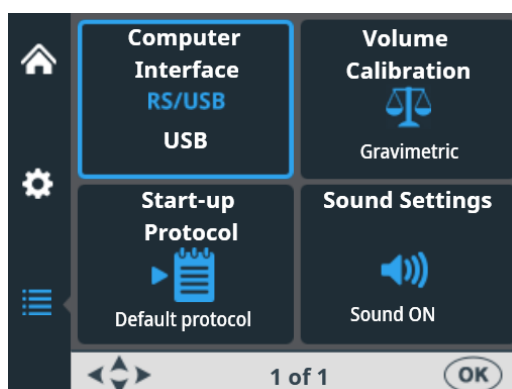 Computer
Interface
RS/USB
USB
Volume
Calibration
Gravimetric
Start-up
Protocol
Default protocol
Sound Settings
Sound ON
1 of 1
OK